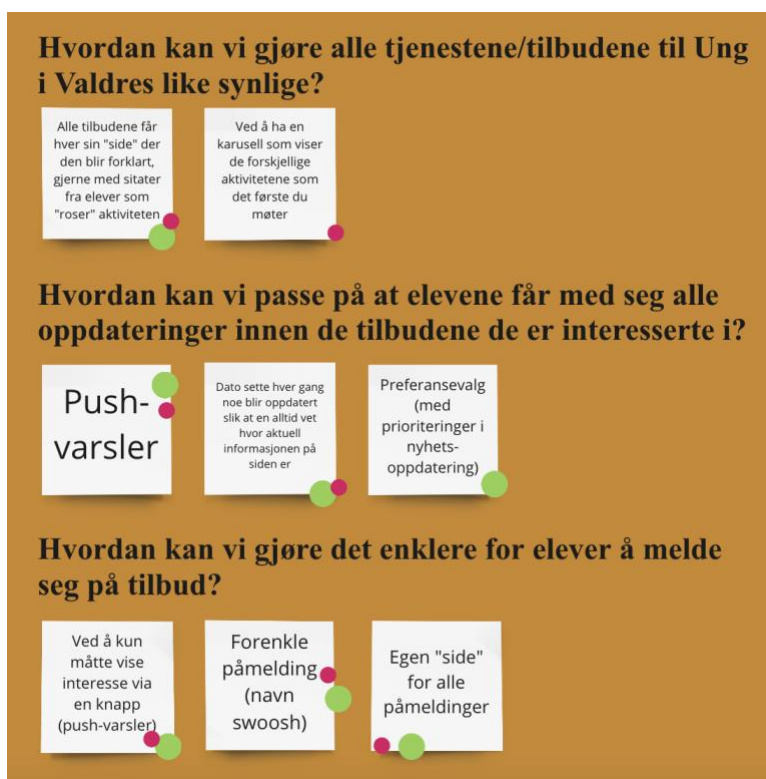 Hvordan kan vi gjøre alle tjenestene/tilbudene til Ung
i Valdres like synlige?
Alle tilbudene får
hver sin "side" der
den blir forklart,
gjerne med sitater
fra elever som
"roser" aktiviteten
Ved å ha en
karusell som viser
de forskjellige
aktivitetene som
det første du
møter
Hvordan kan vi passe på at elevene får med seg alle
oppdateringer innen de tilbudene de er interesserte i?
Push-
varsler
Dato sette hver gang
noe blir oppdatert
slik at en alltid vet
hvor aktuell
informasjonen på
siden er
Preferansevalg
(med
prioriteringer i
nyhets-
oppdatering)
Hvordan kan vi gjøre det enklere for elever å melde
seg på tilbud?
Ved å kun
måtte vise
interesse via
en knapp
(push-varsler)
Forenkle
påmelding
(navn
swoosh)
Egen "side"
for alle
påmeldinger